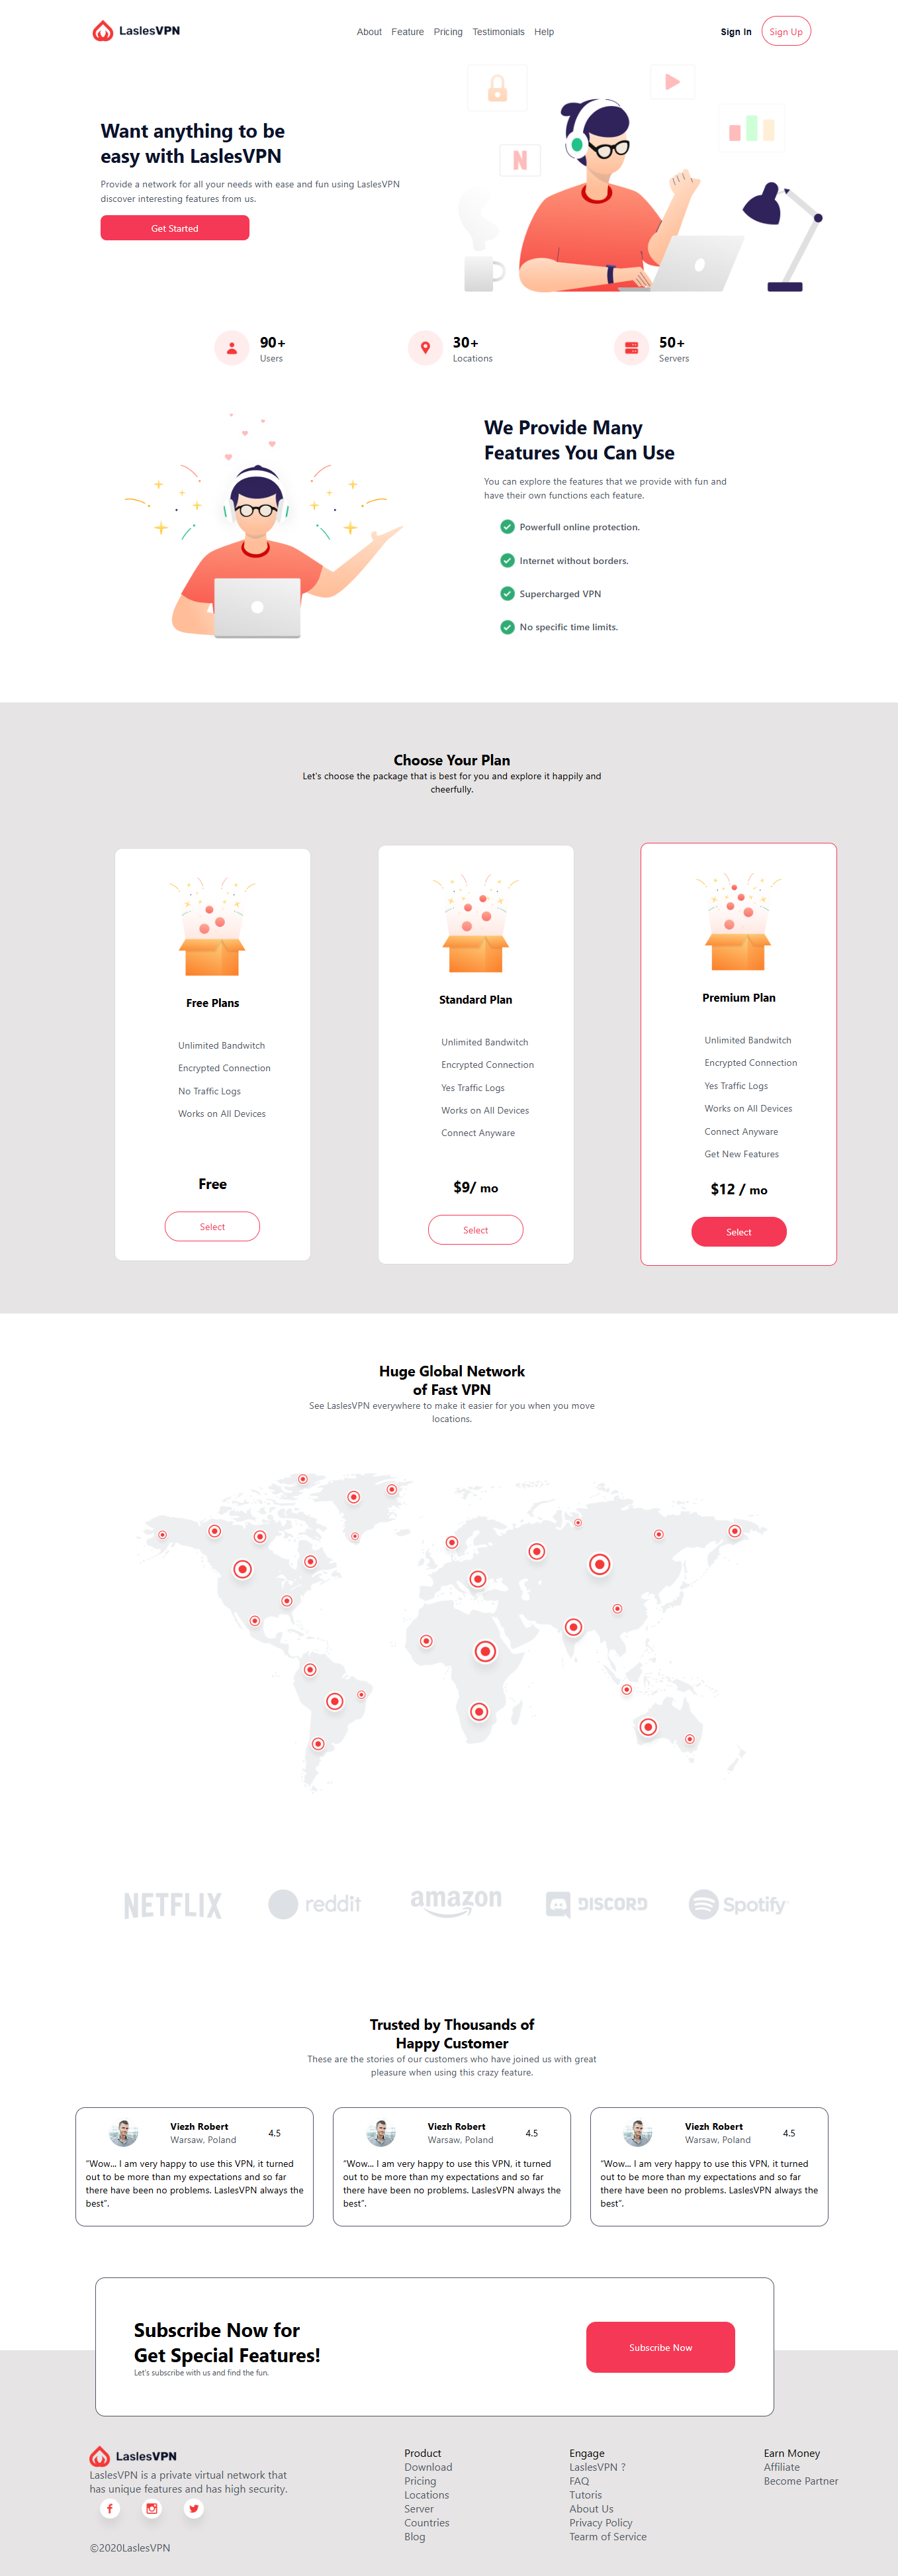 LaslesVPN
About Feature Pricing Testimonials Help
Sign In Sign Up
Want anything to be
easy with LaslesVPN
Provide a network for all your needs with ease and fun using LaslesVPN
discover interesting features from us.
Get Started
N
90+
Users
30+
Locations
50+
Servers
We Provide Many
Features You Can Use
You can explore the features that we provide with fun and
have their own functions each feature.
Powerfull online protection.
Internet without borders.
Supercharged VPN
No specific time limits.
Choose Your Plan
Let's choose the package that is best for you and explore it happily and
cheerfully.
Free Plans
Unlimited Bandwitch
Encrypted Connection
No Traffic Logs
Works on All Devices
Free
Select
Standard Plan
Unlimited Bandwitch
Encrypted Connection
Yes Traffic Logs
Works on All Devices
Connect Anyware
$9/ mo
Select
Premium Plan
Unlimited Bandwitch
Encrypted Connection
Yes Traffic Logs
Works on All Devices
Connect Anyware
Get New Features
$12 / mo
Select
Huge Global Network
of Fast VPN
See LaslesVPN everywhere to make it easier for you when you move
locations.
NETFLIX reddit amazon DISCORD Spotify
Trusted by Thousands of
Happy Customer
These are the stories of our customers who have joined us with great
pleasure when using this crazy feature.
Viezh Robert
Warsaw, Poland
4.5
“Wow... I am very happy to use this VPN, it turned
out to be more than my expectations and so far
there have been no problems. LaslesVPN always the
best”.
Viezh Robert
Warsaw, Poland
4.5
“Wow... I am very happy to use this VPN, it turned
out to be more than my expectations and so far
there have been no problems. LaslesVPN always the
best”.
Viezh Robert
Warsaw, Poland
4.5
“Wow... I am very happy to use this VPN, it turned
out to be more than my expectations and so far
there have been no problems. LaslesVPN always the
best”.
Subscribe Now for
Get Special Features!
Let's subscribe with us and find the fun.
Subscribe Now
LaslesVPN
LaslesVPN is a private virtual network that
has unique features and has high security.
©2020LaslesVPN
Product
Download
Pricing
Locations
Server
Countries
Blog
Engage
LaslesVPN ?
FAQ
Tutoris
About Us
Privacy Policy
Tearm of Service
Earn Money
Affiliate
Become Partner